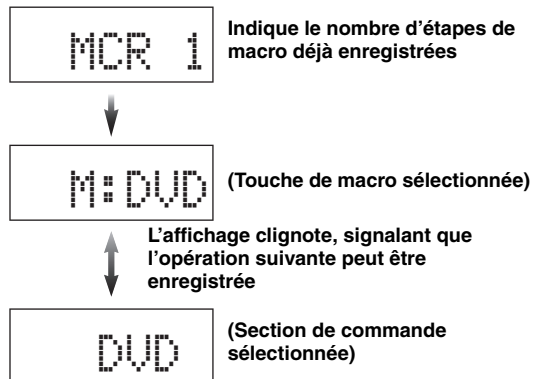 MCR 1
Indique le nombre d'étapes de
macro déjà enregistrées
M:DVD
(Touche de macro sélectionnée)
L'affichage clignote, signalant que
l'opération suivante peut être
enregistrée
DVD
(Section de commande
sélectionnée)